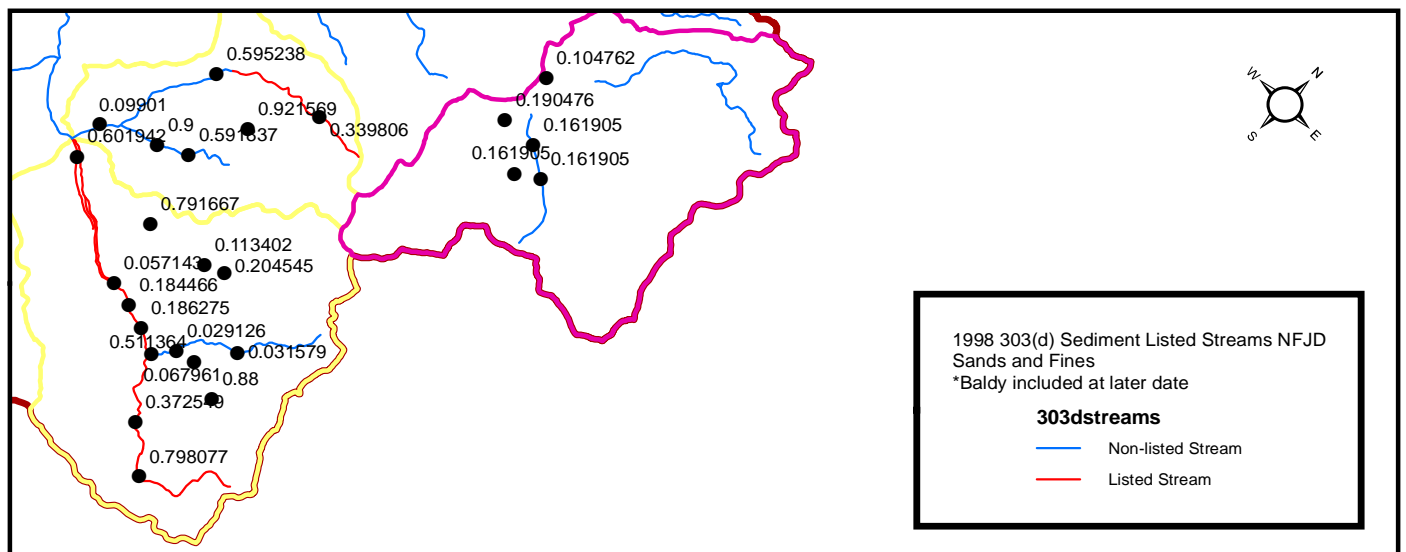 0.595238
0.104762
0.09901
0.9
0.921569
0.190476
0.601942
0.591837
0.339806
0.161905
0.161905
0.161905
0.791667
0.113402
0.057143
0.204545
0.184466
0.186275
0.029126
0.511364
0.031579
0.067961
0.88
0.372549
0.798077
W
N
S
E
1998 303(d) Sediment Listed Streams NFJD
Sands and Fines
*Baldy included at later date
303dstreams
Non-listed Stream
Listed Stream